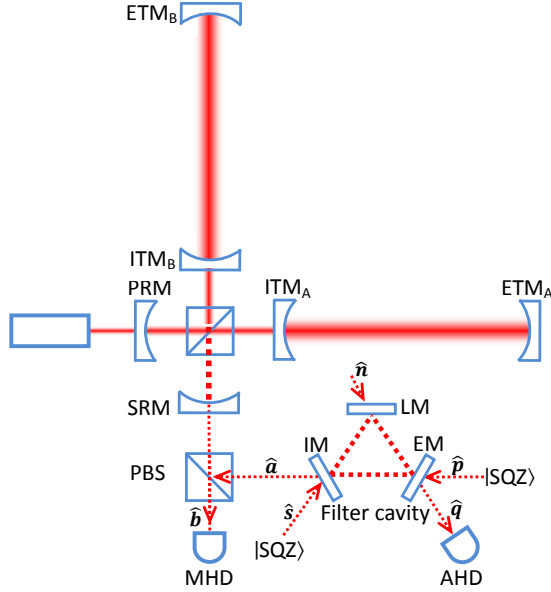 ETM_B
ITM_B
PRM
ITM_A
ETM_A
n̂
SRM
LM
IM
EM
PBS
â
p̂
|SQZ⟩
ŝ
Filter cavity
q̂
b̂
|SQZ⟩
MHD
AHD